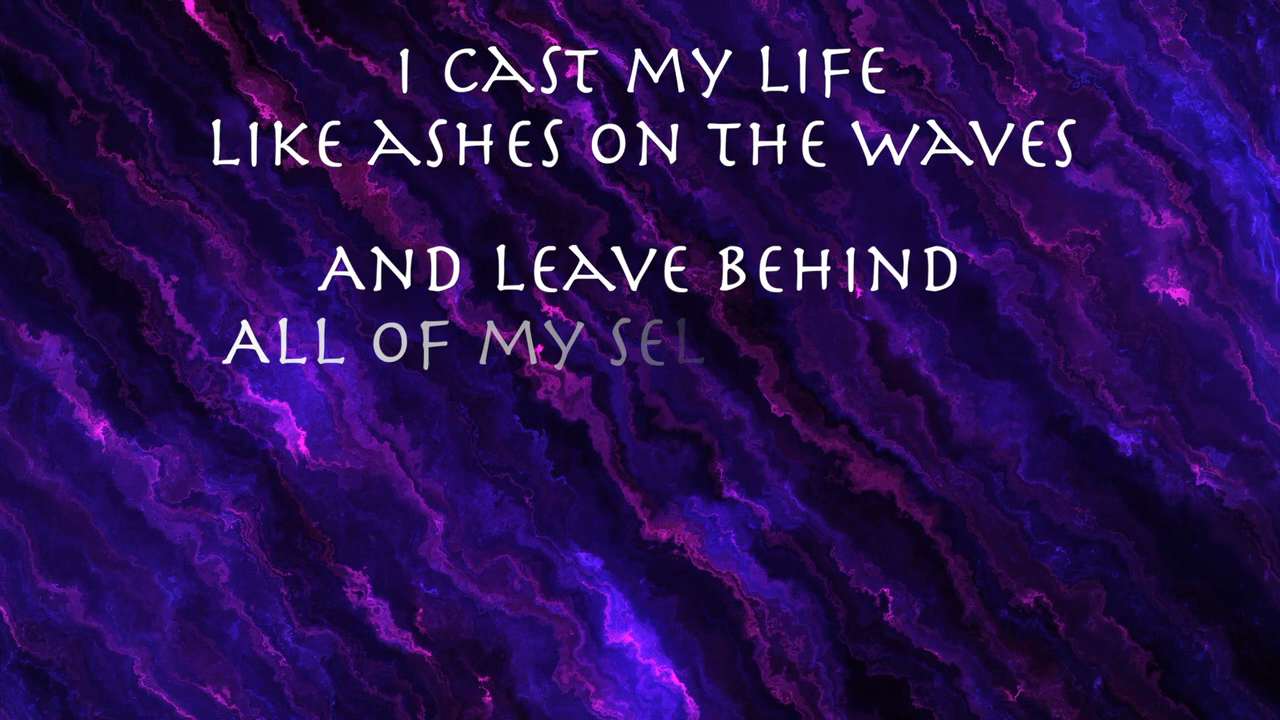 I CAST MY LIFE
LIKE ASHES ON THE WAVES
AND LEAVE BEHIND
ALL OF MY SEL